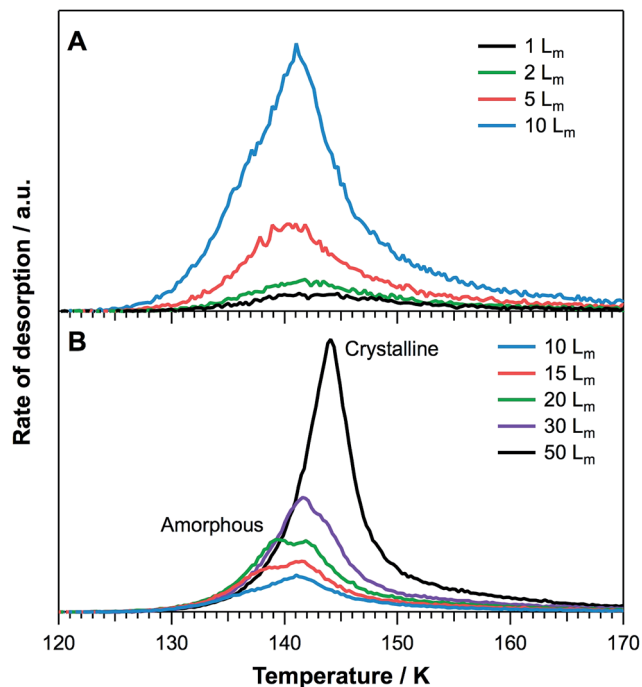 A
1 Lm
2 Lm
5 Lm
10 Lm
Rate of desorption / a.u.
B
Crystalline
10 Lm
15 Lm
20 Lm
30 Lm
50 Lm
Amorphous
120 130 140 150 160 170
Temperature / K